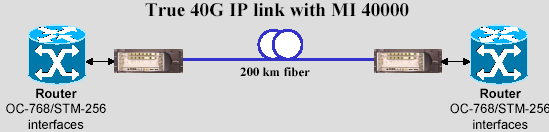 True 40G IP link with MI 40000
200 km fiber
Router
OC-768/STM-256
interfaces
Router
OC-768/STM-256
interfaces